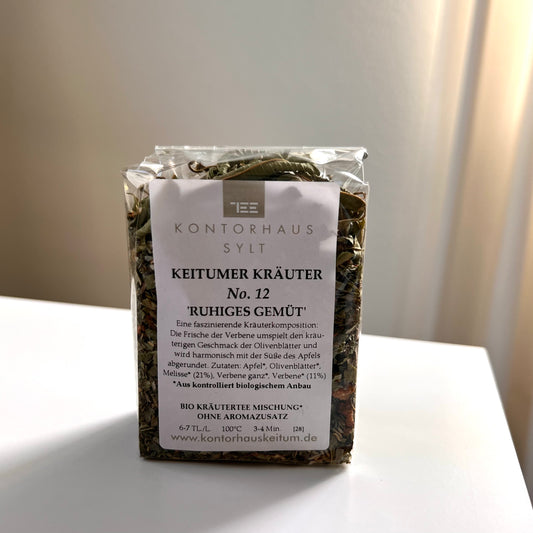 TEE
KONTORHAUS
SYLT
KEITUMER KRÄUTER
No. 12
'RUHIGES GEMÜT'
Eine faszinierende Kräuterkomposition:
Die Frische der Verbene umspielt den kräu-
terigen Geschmack der Olivenblätter und
wird harmonisch mit der Süße des Apfels
abgerundet. Zutaten: Apfel*, Olivenblätter*,
Melisse* (21%), Verbene ganz*, Verbene* (11%)
*Aus kontrolliert biologischem Anbau
BIO KRÄUTERTEE MISCHUNG*
OHNE AROMAZUSATZ
6-7 TL./L 100°C 3-4 Min. [28]
www.kontorhauskeitum.de